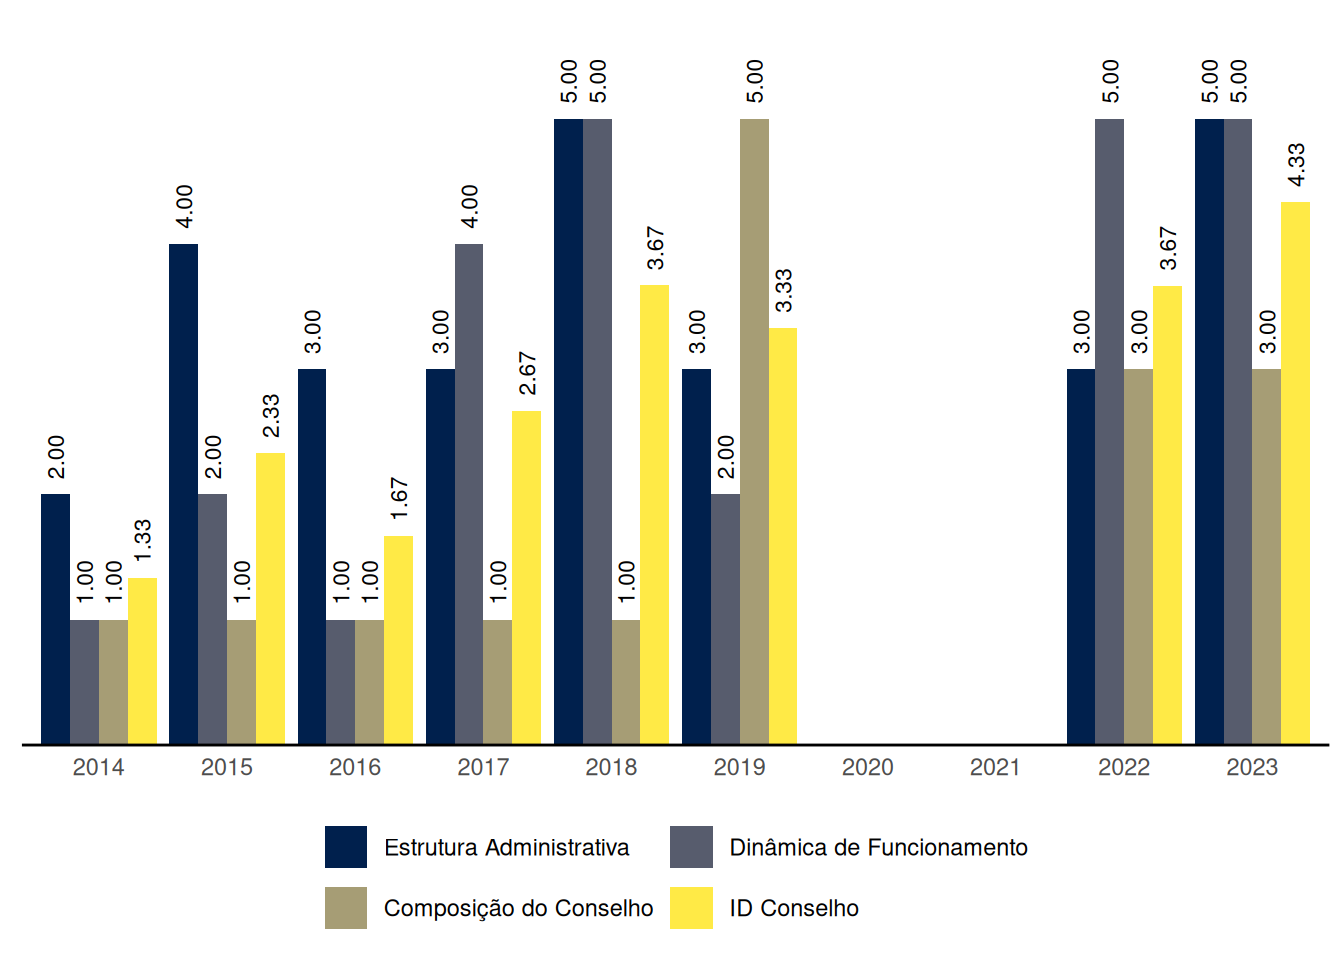 2.00 1.00 1.00 1.33
4.00 2.00 1.00 2.33
3.00 1.00 1.00 1.67
3.00 4.00 1.00 2.67
5.00 5.00 1.00 3.67
3.00 2.00 5.00 3.33
3.00 5.00 3.00 3.67
5.00 5.00 3.00 4.33
2014 2015 2016 2017 2018 2019 2020 2021 2022 2023
Estrutura Administrativa Dinâmica de Funcionamento
Composição do Conselho ID Conselho